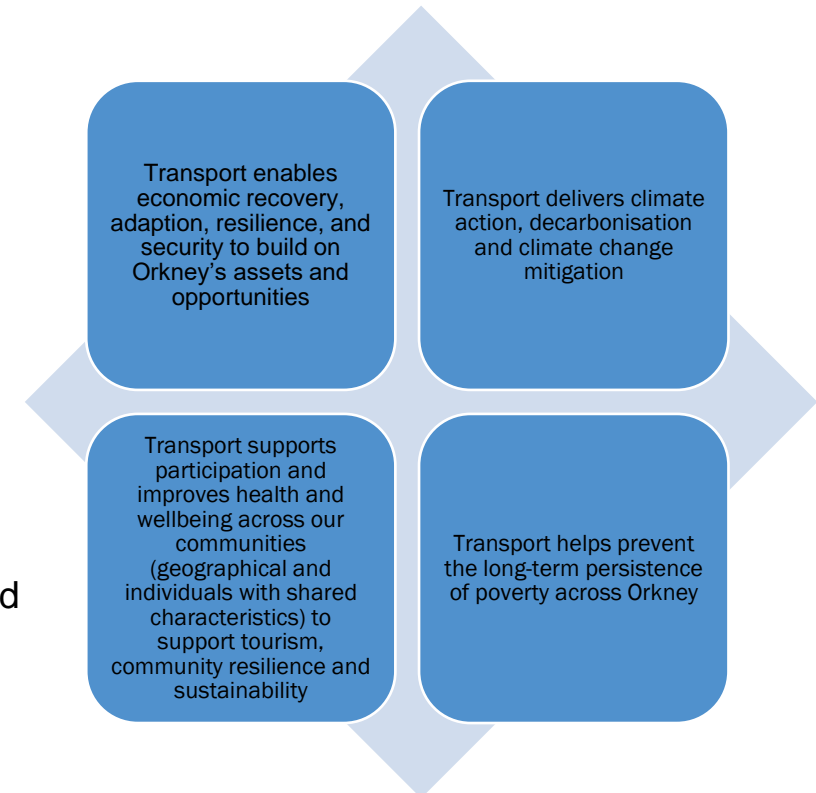 Transport enables
economic recovery,
adaption, resilience, and
security to build on
Orkney’s assets and
opportunities
Transport delivers climate
action, decarbonisation
and climate change
mitigation
Transport supports
participation and
improves health and
wellbeing across our
communities
(geographical and
individuals with shared
characteristics) to
support tourism,
community resilience and
sustainability
Transport helps prevent
the long-term persistence
of poverty across Orkney